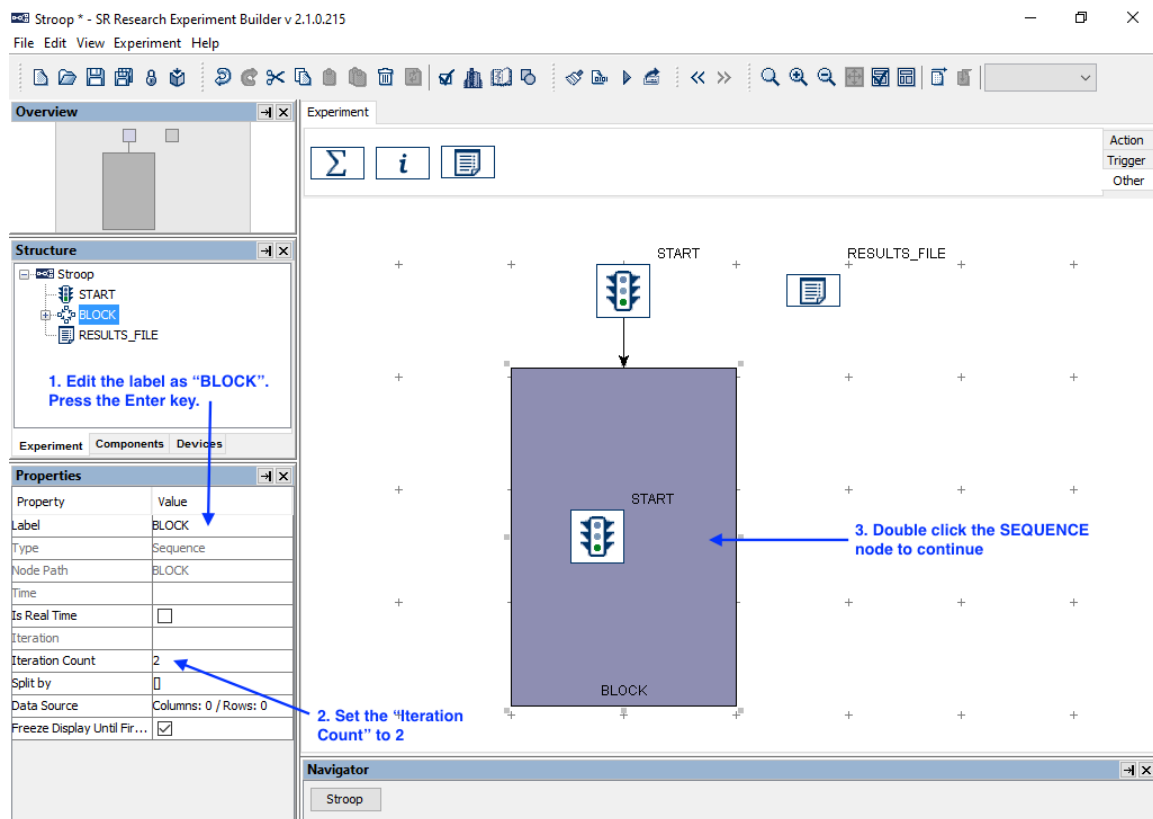 Stroop * - SR Research Experiment Builder v 2.1.0.215
File Edit View Experiment Help
Overview
Experiment
Action
Trigger
Other
Structure
Stroop
START
BLOCK
RESULTS_FILE
START
RESULTS_FILE
1. Edit the label as “BLOCK”.
Press the Enter key.
Experiment Components Devices
Properties
Property Value
Label BLOCK
Type Sequence
Node Path BLOCK
Time
Is Real Time
Iteration
Iteration Count 2
Split by []
Data Source Columns: 0 / Rows: 0
Freeze Display Until Fir...
START
3. Double click the SEQUENCE
node to continue
BLOCK
2. Set the “Iteration
Count” to 2
Navigator
Stroop